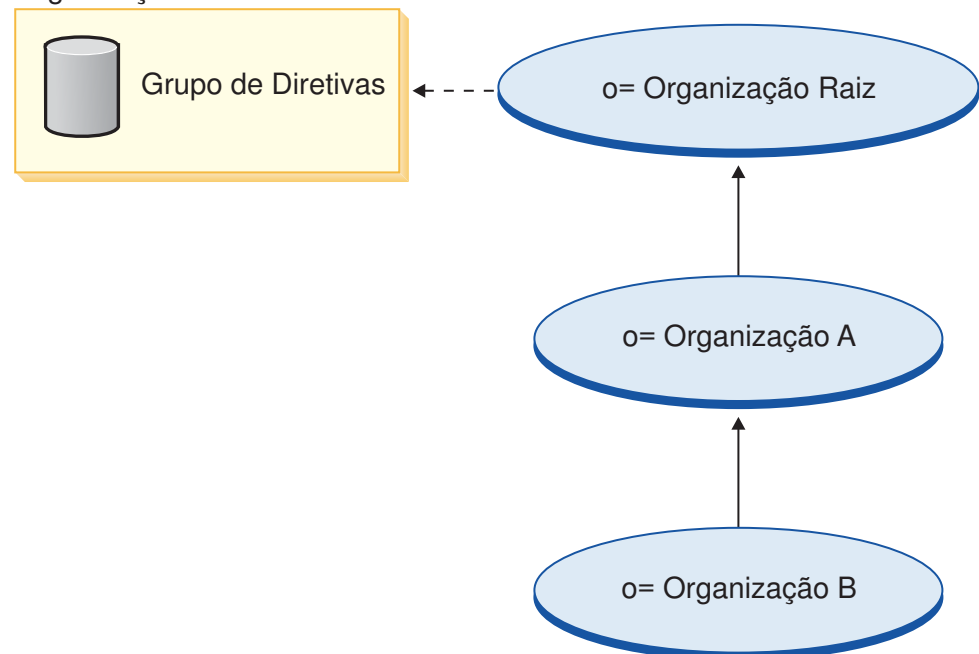 Grupo de Diretivas
o= Organização Raiz
o= Organização A
o= Organização B